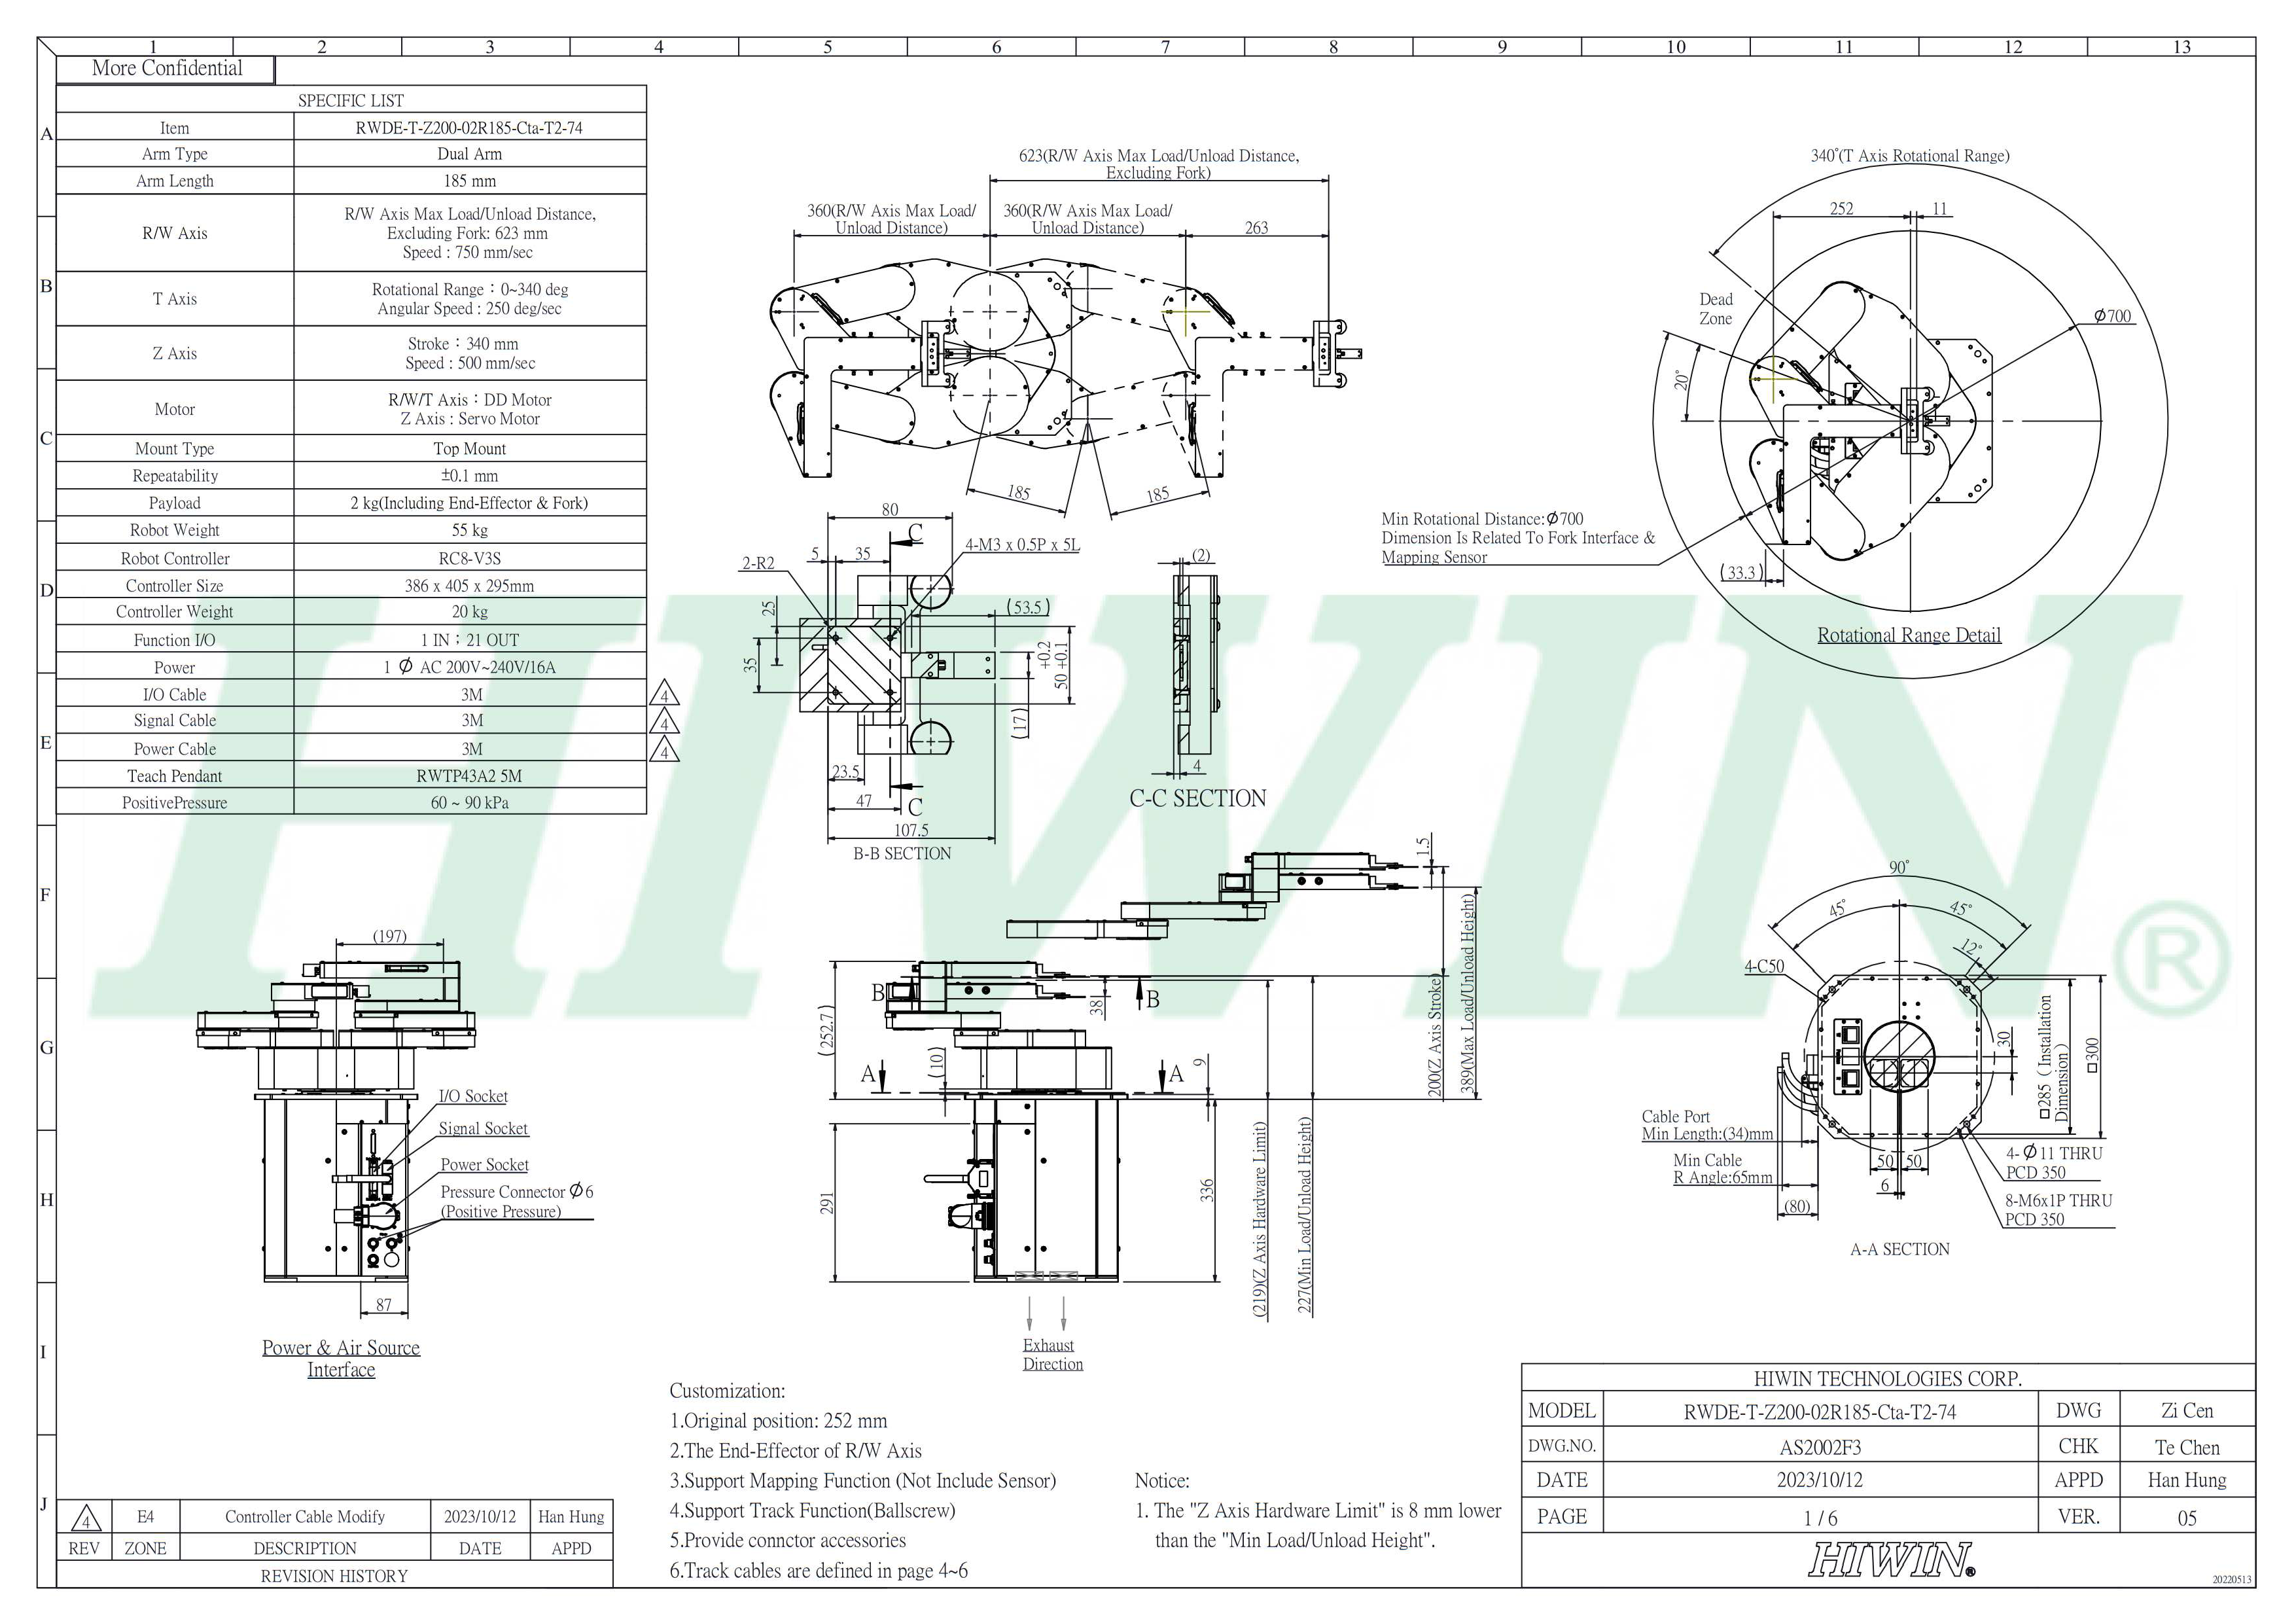 1 2 3 4 5 6 7 8 9 10 11 12 13
A
B
C
D
E
F
G
H
I
J
More Confidential
SPECIFIC LIST
Item RWDE-T-Z200-02R185-Cta-T2-74
Arm Type Dual Arm
Arm Length 185 mm
R/W Axis
R/W Axis Max Load/Unload Distance,
Excluding Fork: 623 mm
Speed : 750 mm/sec
T Axis
Rotational Range：0~340 deg
Angular Speed : 250 deg/sec
Z Axis
Stroke：340 mm
Speed : 500 mm/sec
Motor
R/W/T Axis：DD Motor
Z Axis : Servo Motor
Mount Type Top Mount
Repeatability ±0.1 mm
Payload 2 kg(Including End-Effector & Fork)
Robot Weight 55 kg
Robot Controller RC8-V3S
Controller Size 386 x 405 x 295mm
Controller Weight 20 kg
Function I/O 1 IN；21 OUT
Power 1 ϕ AC 200V~240V/16A
I/O Cable 3M 4
Signal Cable 3M 4
Power Cable 3M 4
Teach Pendant RWTP43A2 5M
PositivePressure 60 ~ 90 kPa
623(R/W Axis Max Load/Unload Distance,
Excluding Fork)
360(R/W Axis Max Load/
Unload Distance)
360(R/W Axis Max Load/
Unload Distance)
263
185
185
340°(T Axis Rotational Range)
252
11
Dead
Zone
ϕ700
20°
Min Rotational Distance:ϕ700
Dimension Is Related To Fork Interface &
Mapping Sensor
(33.3)
Rotational Range Detail
80
C
5
35
4-M3 x 0.5P x 5L
2-R2
25
(53.5)
35
+0.2
50 +0.1
(17)
23.5
47
C
107.5
B-B SECTION
(2)
4
C-C SECTION
HIWIN®
(197)
I/O Socket
Signal Socket
Power Socket
Pressure Connector ϕ6
(Positive Pressure)
87
Power & Air Source
Interface
1.5
B
B
38
(252.7)
(10)
A
A
9
291
336
(219)(Z Axis Hardware Limit)
227(Min Load/Unload Height)
200(Z Axis Stroke)
389(Max Load/Unload Height)
Exhaust
Direction
90°
45°
45°
12°
4-C50
30
□285（Installation
Dimension）
□300
Cable Port
Min Length:(34)mm
Min Cable
R Angle:65mm
(80)
50
50
6
4-ϕ11 THRU
PCD 350
8-M6x1P THRU
PCD 350
A-A SECTION
Customization:
1.Original position: 252 mm
2.The End-Effector of R/W Axis
3.Support Mapping Function (Not Include Sensor)
4.Support Track Function(Ballscrew)
5.Provide connctor accessories
6.Track cables are defined in page 4~6
Notice:
1. The "Z Axis Hardware Limit" is 8 mm lower
than the "Min Load/Unload Height".
4 E4 Controller Cable Modify 2023/10/12 Han Hung
REV ZONE DESCRIPTION DATE APPD
REVISION HISTORY
HIWIN TECHNOLOGIES CORP.
MODEL RWDE-T-Z200-02R185-Cta-T2-74 DWG Zi Cen
DWG.NO. AS2002F3 CHK Te Chen
DATE 2023/10/12 APPD Han Hung
PAGE 1 / 6 VER. 05
HIWIN®
20220513